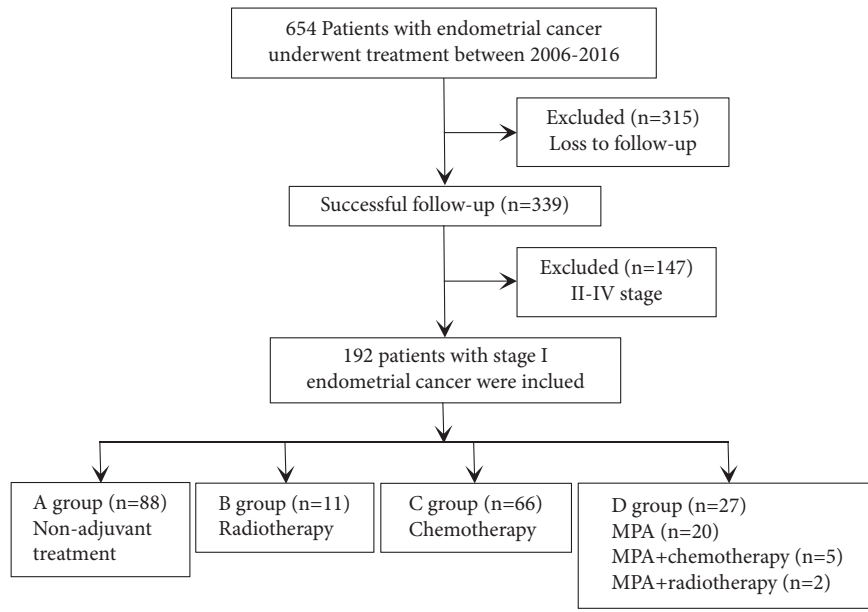 654 Patients with endometrial cancer
underwent treatment between 2006-2016
Excluded (n=315)
Loss to follow-up
Successful follow-up (n=339)
Excluded (n=147)
II-IV stage
192 patients with stage I
endometrial cancer were inclued
A group (n=88)
Non-adjuvant
treatment
B group (n=11)
Radiotherapy
C group (n=66)
Chemotherapy
D group (n=27)
MPA (n=20)
MPA+chemotherapy (n=5)
MPA+radiotherapy (n=2)